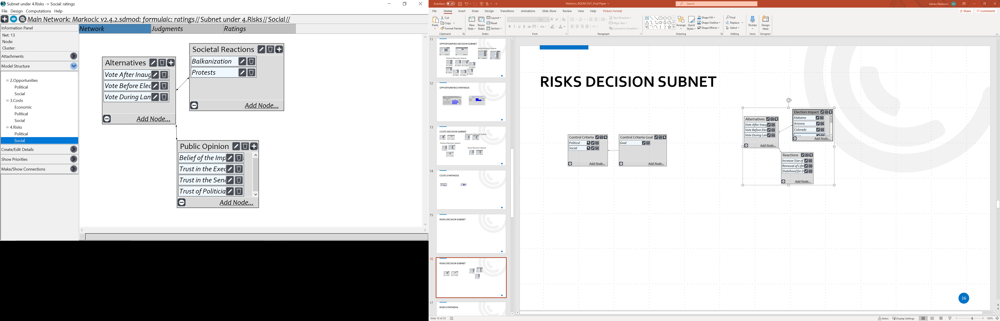 Subnet under 4.Risks -> Social: ratings
File Design Computations Help
Main Network: Markocic v2.4.2.sdmod: formulaic: ratings// Subnet under 4.Risks// Social//
Information Panel
Net: 13
Node:
Cluster:
Attachments
Model Structure
2.Opportunities
Political
Social
3.Costs
Economic
Political
Social
4.Risks
Political
Social
Create/Edit Details
Show Priorities
Make/Show Connections
Network Judgments Ratings
Alternatives
Vote After Inaug
Vote Before Elec
Vote During Lan
Add Node...
Societal Reactions
Balkanization
Protests
Add Node...
Public Opinion
Belief of the Imp
Trust in the Exec
Trust in the Sen
Trust of Politicia
Add Node...
AutoSave Off
Markocic_BQOM 2521_Final Paper
Search
Adrian Markocic AM
File Home Insert Draw Design Transitions Animations Slide Show Review View Help Picture Format
Share Comments
Paste
Cut
Copy
Format Painter
Clipboard
New Slides
Reuse Slides
Layout
Reset
Section
Slides
Font
Text Direction
Align Text
Convert to SmartArt
Paragraph
Arrange
Quick Styles
Shape Fill
Shape Outline
Shape Effects
Drawing
Find
Replace
Select
Editing
Dictate
Voice
Design Ideas
Designer
11
OPPORTUNITIES DECISION SUBNET
Social Decision Subnet
Political Decision Subnet
12
OPPORTUNITIES SYNTHESIS
13
COSTS DECISION SUBNET
Economic Decision Subnet
Political Decision Subnet
Social Decision Subnet
14
COSTS SYNTHESIS
15
RISKS DECISION SUBNET
16
RISKS DECISION SUBNET
17
RISKS SYNTHESIS
RISKS DECISION SUBNET
Control Criteria
Political
Social
Add Node...
Control Criteria Goal
Goal
Add Node...
Alternatives
Vote After Inaug
Vote Before Elec
Vote During Lan
Add Node...
Election Impact
Alabama
Arizona
Colorado
Add Node...
Reactions
Increase Size of
Removal of Lifet
Statehood for D
Add Node...
16
Slide 16 of 25
Notes Display Settings 165%